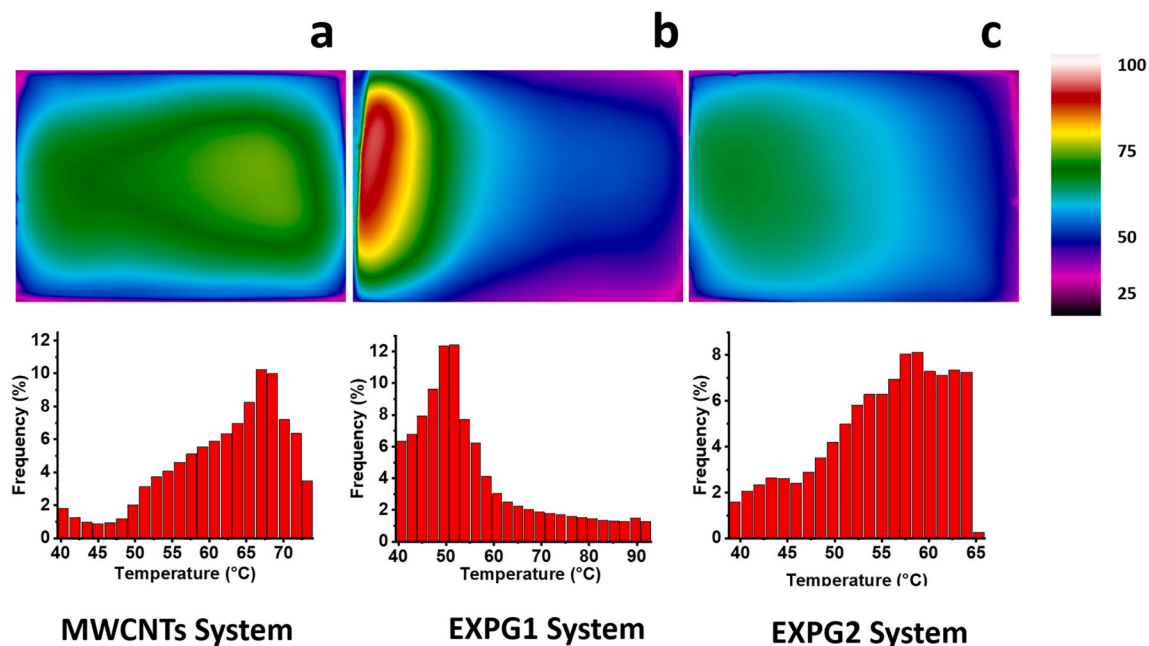 a b c
100
75
50
25
12
10
8
6
4
2
0
Frequency (%)
40 45 50 55 60 65 70
Temperature (°C)
12
10
8
6
4
2
0
Frequency (%)
40 50 60 70 80 90
Temperature (°C)
8
6
4
2
0
Frequency (%)
40 45 50 55 60 65
Temperature (°C)
MWCNTs System EXPG1 System EXPG2 System